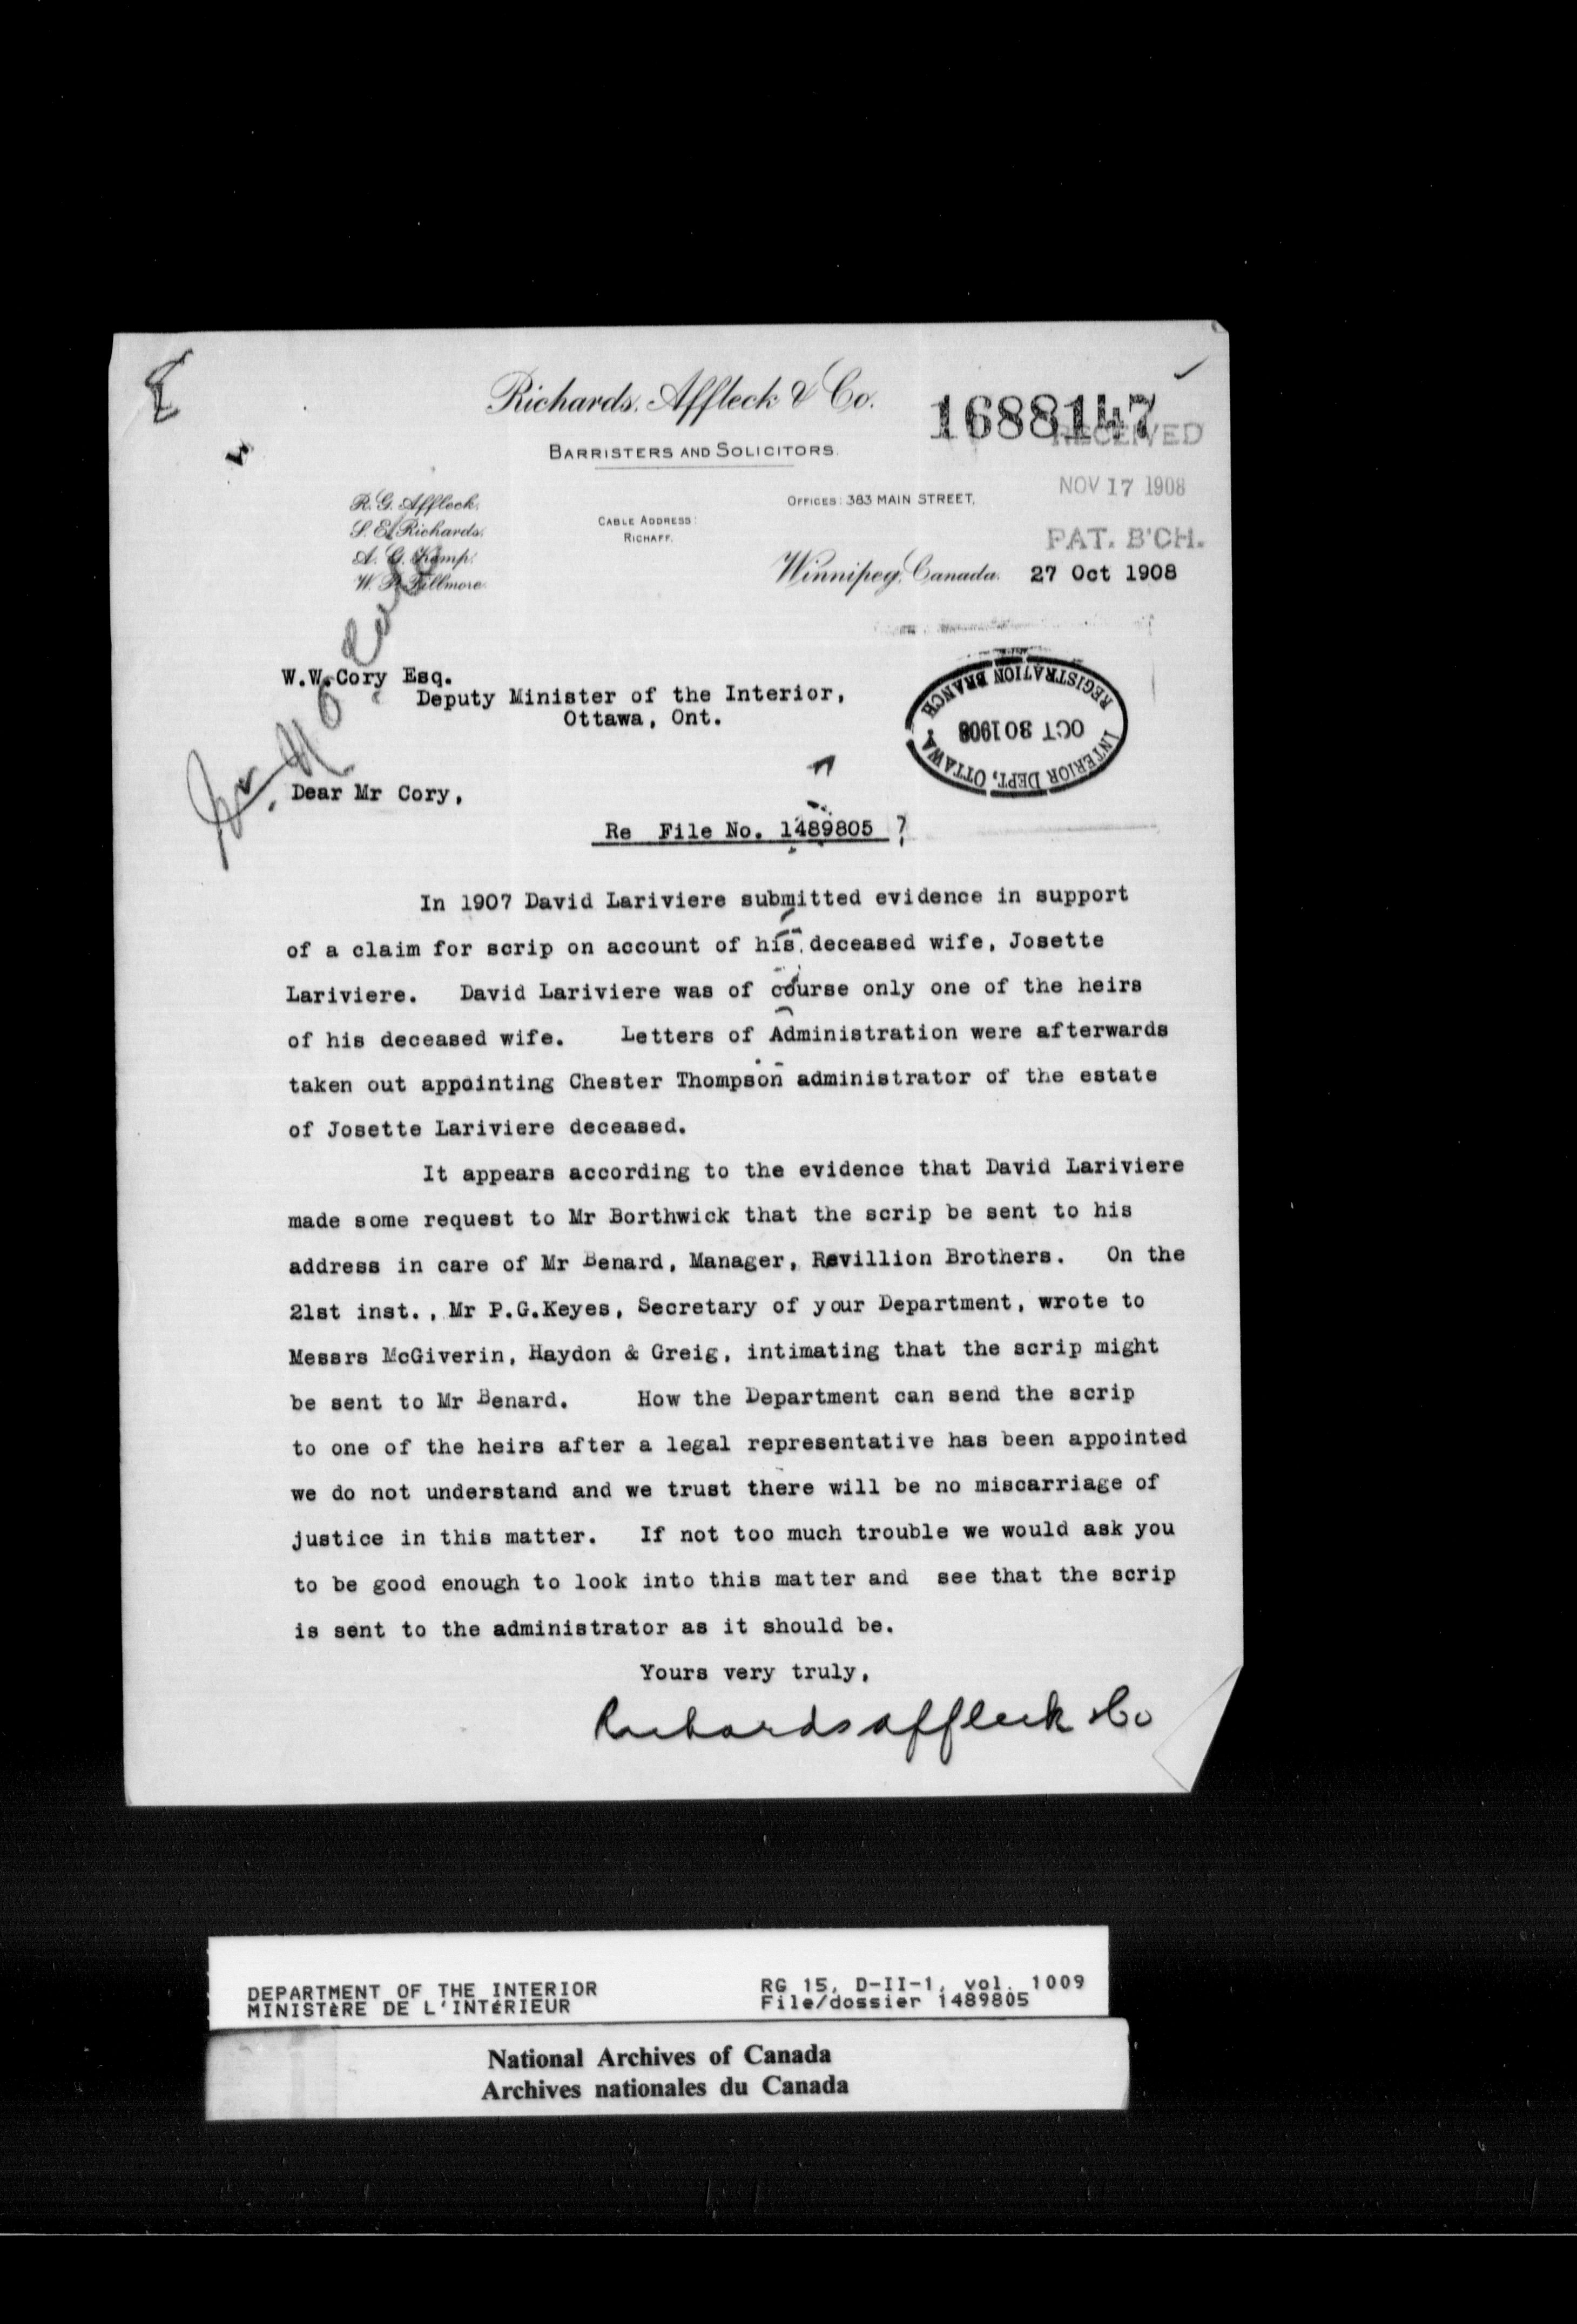 Richards, Affleck & Co.
1688147
BARRISTERS AND SOLICITORS.
RECEIVED
NOV 17 1908
PAT. B'CH.
R. G. Affleck.
S. E. Richards.
A. G. Kemp.
W. P. Fillmore.
CABLE ADDRESS:
RICHAFF.
OFFICES: 383 MAIN STREET,
Winnipeg, Canada. 27 Oct 1908
W.W.Cory Esq.
Deputy Minister of the Interior,
Ottawa, Ont.
INTERIOR DEPT, OTTAWA
OCT 30 1908
REGISTRATION BRANCH
Dear Mr Cory,
Re File No. 1489805 ?
In 1907 David Lariviere submitted evidence in support
of a claim for scrip on account of his deceased wife, Josette
Lariviere. David Lariviere was of course only one of the heirs
of his deceased wife. Letters of Administration were afterwards
taken out appointing Chester Thompson administrator of the estate
of Josette Lariviere deceased.
It appears according to the evidence that David Lariviere
made some request to Mr Borthwick that the scrip be sent to his
address in care of Mr Benard, Manager, Revillion Brothers. On the
21st inst., Mr P.G.Keyes, Secretary of your Department, wrote to
Messrs McGiverin, Haydon & Greig, intimating that the scrip might
be sent to Mr Benard. How the Department can send the scrip
to one of the heirs after a legal representative has been appointed
we do not understand and we trust there will be no miscarriage of
justice in this matter. If not too much trouble we would ask you
to be good enough to look into this matter and see that the scrip
is sent to the administrator as it should be.
Yours very truly,
Richards Affleck & Co
DEPARTMENT OF THE INTERIOR
MINISTÈRE DE L'INTÉRIEUR
RG 15, D-II-1, vol. 1009
File/dossier 1489805
National Archives of Canada
Archives nationales du Canada